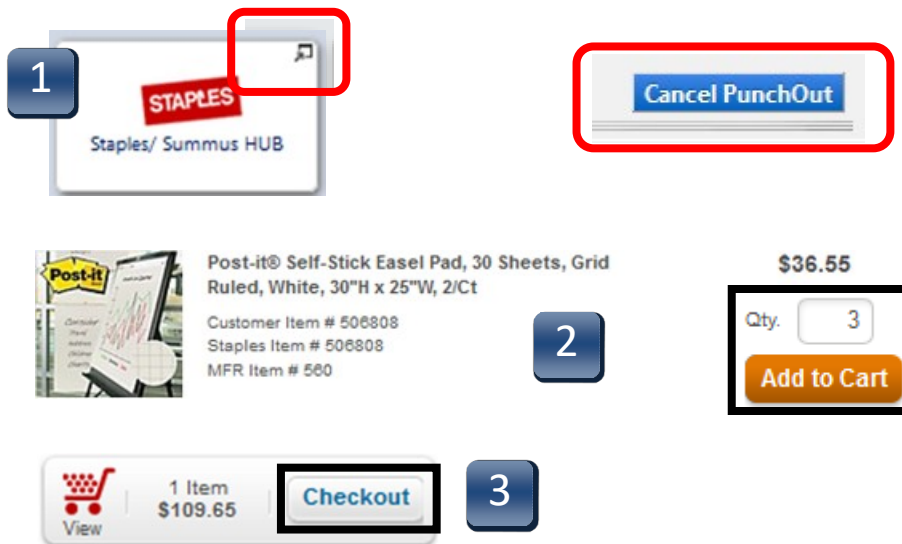 1
STAPLES
Staples/ Summus HUB
Cancel PunchOut
Post-it
Post-it® Self-Stick Easel Pad, 30 Sheets, Grid
Ruled, White, 30"H x 25"W, 2/Ct
Customer Item # 506808
Staples Item # 506808
MFR Item # 560
2
$36.55
Qty. 3
Add to Cart
View
1 Item
$109.65
Checkout
3